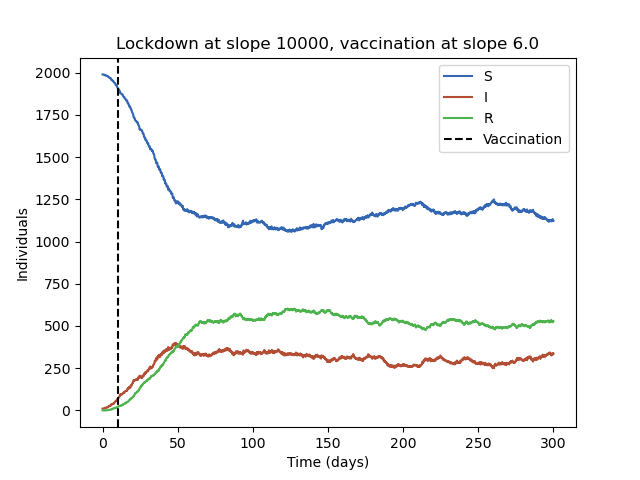 Lockdown at slope 10000, vaccination at slope 6.0
2000
1750
1500
1250
1000
750
500
250
0
Individuals
S
I
R
Vaccination
0 50 100 150 200 250 300
Time (days)